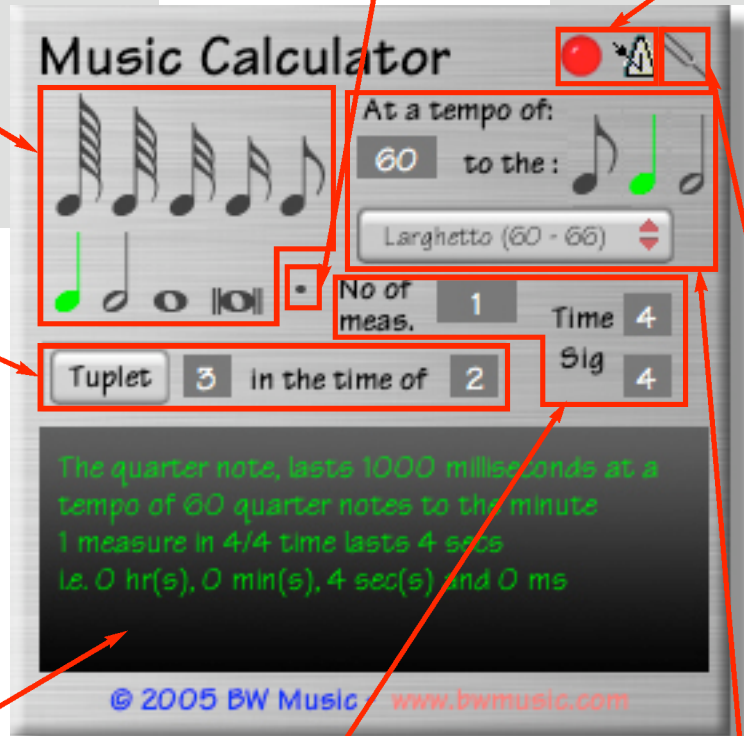 Music Calculator
At a tempo of:
60 to the :
Larghetto (60 - 66)
No of
meas.
1
Time 4
Sig 4
Tuplet 3 in the time of 2
The quarter note, lasts 1000 milliseconds at a
tempo of 60 quarter notes to the minute
1 measure in 4/4 time lasts 4 secs
i.e. 0 hr(s), 0 min(s), 4 sec(s) and 0 ms
© 2005 BW Music - www.bwmusic.com